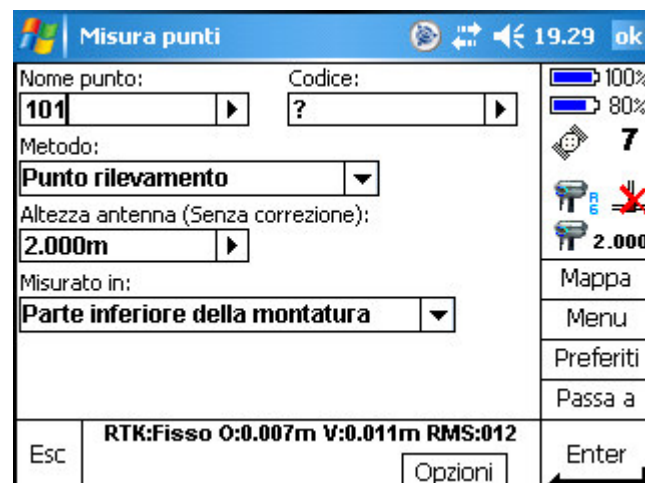 Misura punti 19.29 ok
Nome punto: Codice:
101 ?
Metodo:
Punto rilevamento
Altezza antenna (Senza correzione):
2.000m
Misurato in:
Parte inferiore della montatura
100%
80%
7
R
6
2.000
Mappa
Menu
Preferiti
Passa a
RTK:Fisso O:0.007m V:0.011m RMS:012
Esc Opzioni Enter